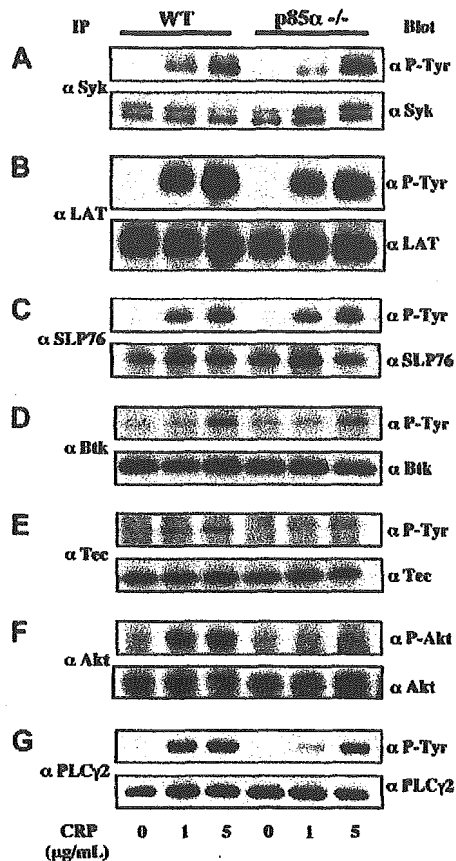 IP WT p85α -/- Blot
A α P-Tyr
α Syk
α Syk
B α P-Tyr
α LAT
α LAT
C α P-Tyr
α SLP76
α SLP76
D α P-Tyr
α Btk
α Btk
E α P-Tyr
α Tec
α Tec
F α P-Akt
α Akt
α Akt
G α P-Tyr
α PLCγ2
α PLCγ2
CRP 0 1 5 0 1 5
(μg/mL)